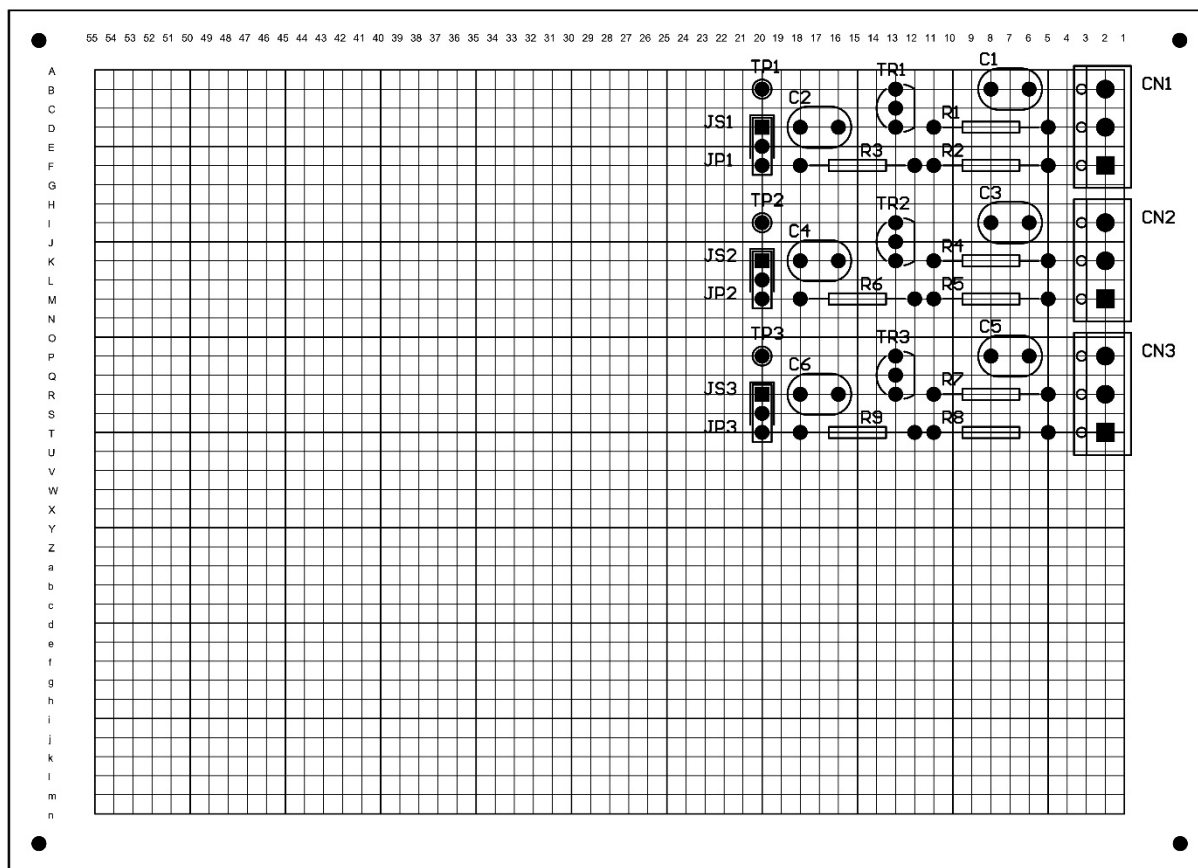 55 54 53 52 51 50 49 48 47 46 45 44 43 42 41 40 39 38 37 36 35 34 33 32 31 30 29 28 27 26 25 24 23 22 21 20 19 18 17 16 15 14 13 12 11 10 9 8 7 6 5 4 3 2 1
A TP1 TR1 C1
B CN1
C C2
D JS1 R1
E
F JP1 R3 R2
G
H TP2 TR2 C3
I CN2
J C4
K JS2 R4
L
M JP2 R6 R5
N
O TP3 TR3 C5
P CN3
Q C6
R JS3 R7
S
T JP3 R9 R8
U
V
W
X
Y
Z
a
b
c
d
e
f
g
h
i
j
k
l
m
n